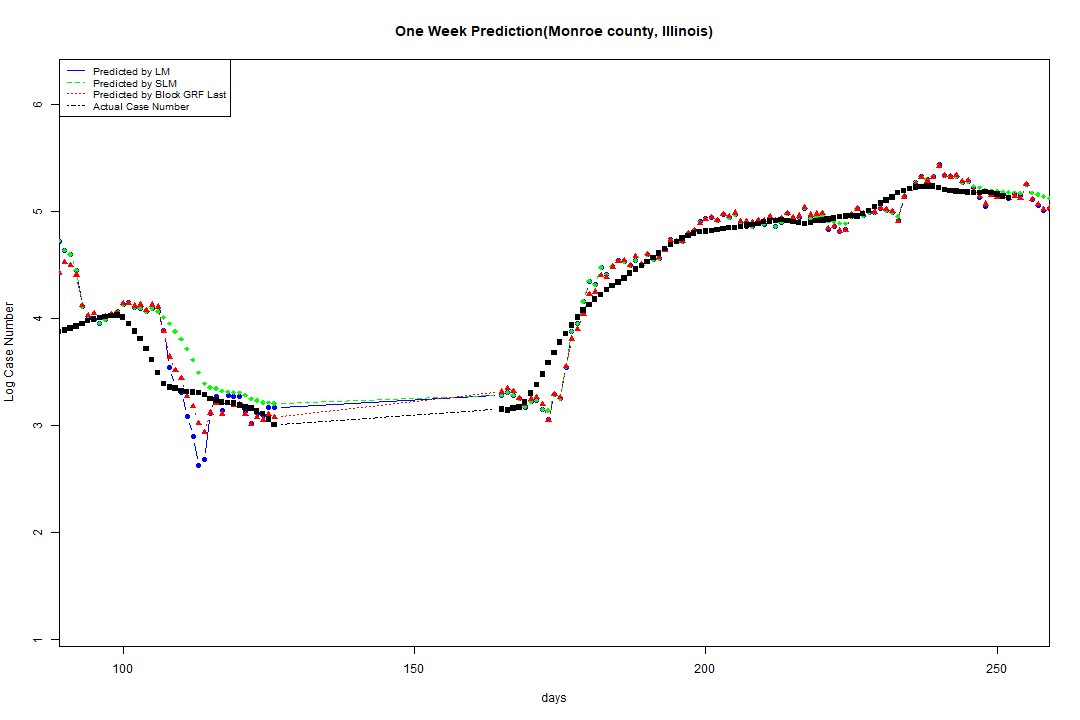 One Week Prediction(Monroe county, Illinois)
Predicted by LM
Predicted by SLM
Predicted by Block GRF Last
Actual Case Number
Log Case Number
6
5
4
3
2
1
100
150
200
250
days